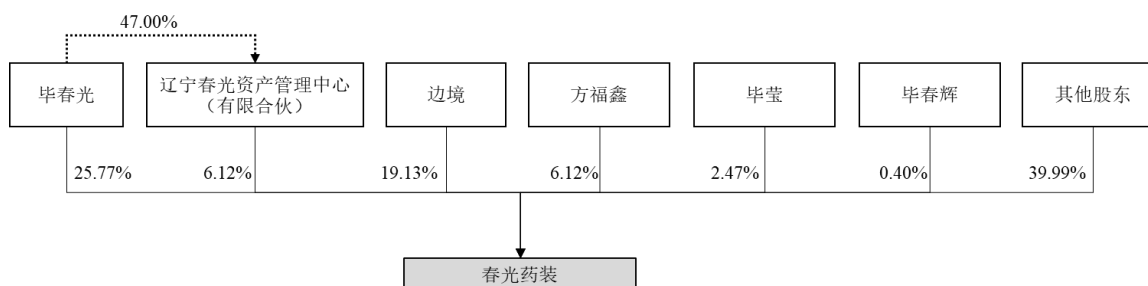 47.00%
毕春光
辽宁春光资产管理中心
（有限合伙）
边境
方福鑫
毕莹
毕春辉
其他股东
25.77%
6.12%
19.13%
6.12%
2.47%
0.40%
39.99%
春光药装